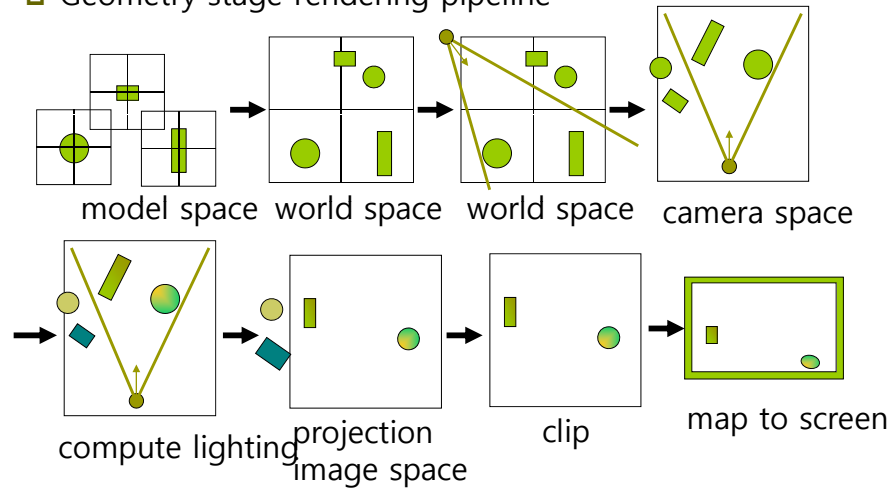 Geometry stage rendering pipeline
model space
world space
world space
camera space
compute lighting
projection
image space
clip
map to screen